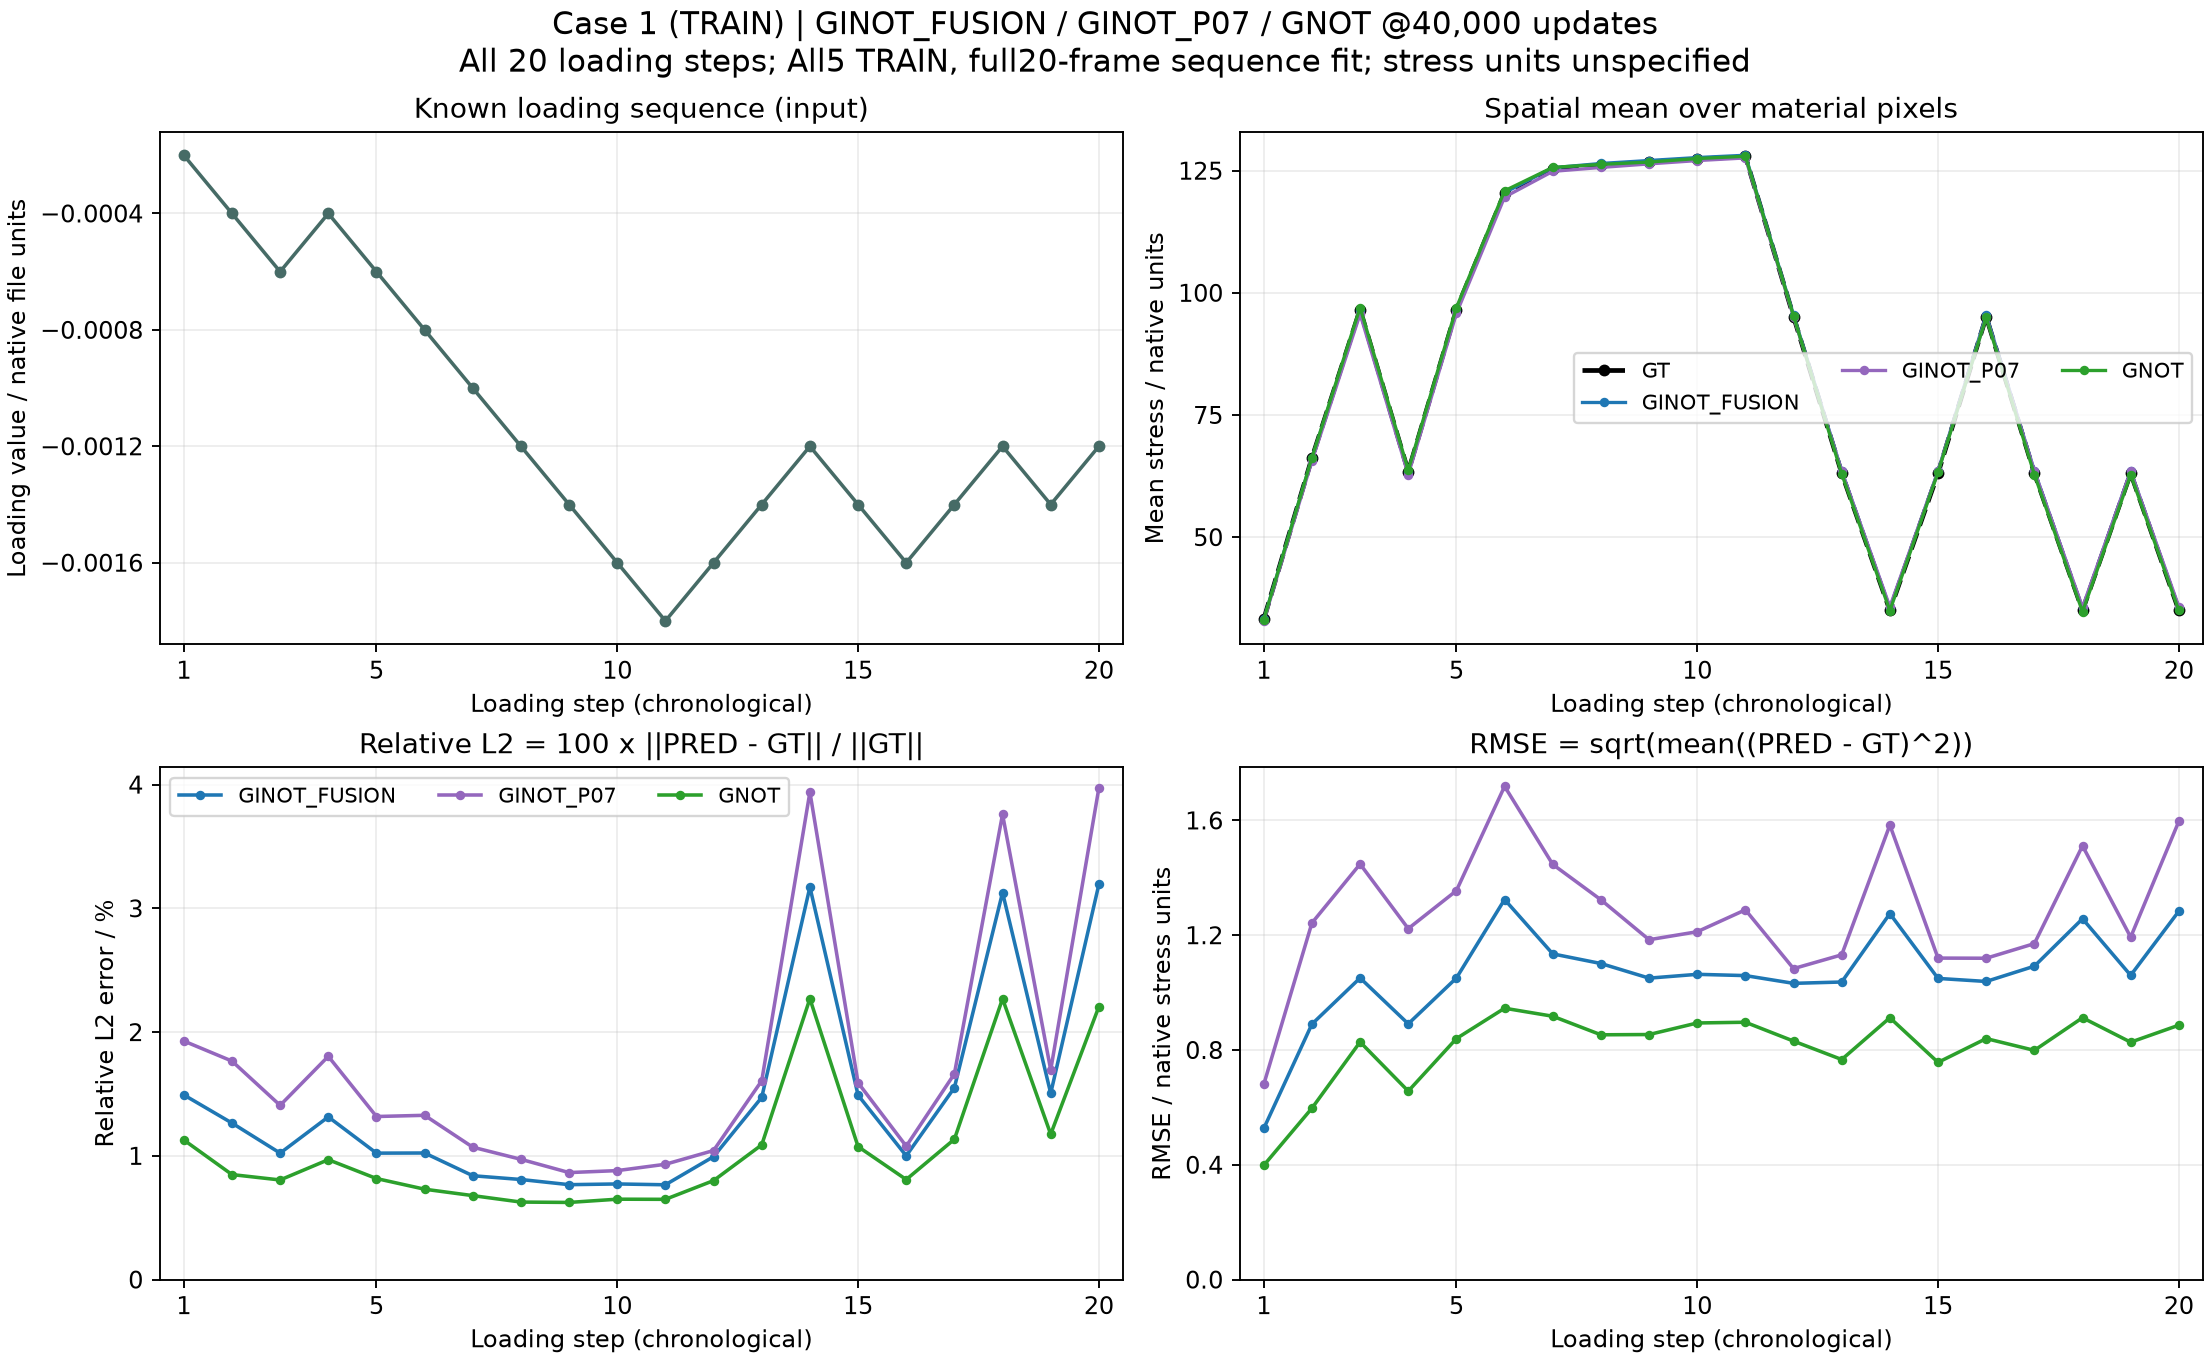 Case 1 (TRAIN) | GINOT_FUSION / GINOT_P07 / GNOT @40,000 updates
All 20 loading steps; All5 TRAIN, full20-frame sequence fit; stress units unspecified
Known loading sequence (input)
Loading value / native file units
−0.0004
−0.0008
−0.0012
−0.0016
1
5
10
15
20
Loading step (chronological)
Spatial mean over material pixels
Mean stress / native units
125
100
75
50
GT
GINOT_FUSION
GINOT_P07
GNOT
1
5
10
15
20
Loading step (chronological)
Relative L2 = 100 x ||PRED - GT|| / ||GT||
Relative L2 error / %
4
3
2
1
0
GINOT_FUSION
GINOT_P07
GNOT
1
5
10
15
20
Loading step (chronological)
RMSE = sqrt(mean((PRED - GT)^2))
RMSE / native stress units
1.6
1.2
0.8
0.4
0.0
1
5
10
15
20
Loading step (chronological)